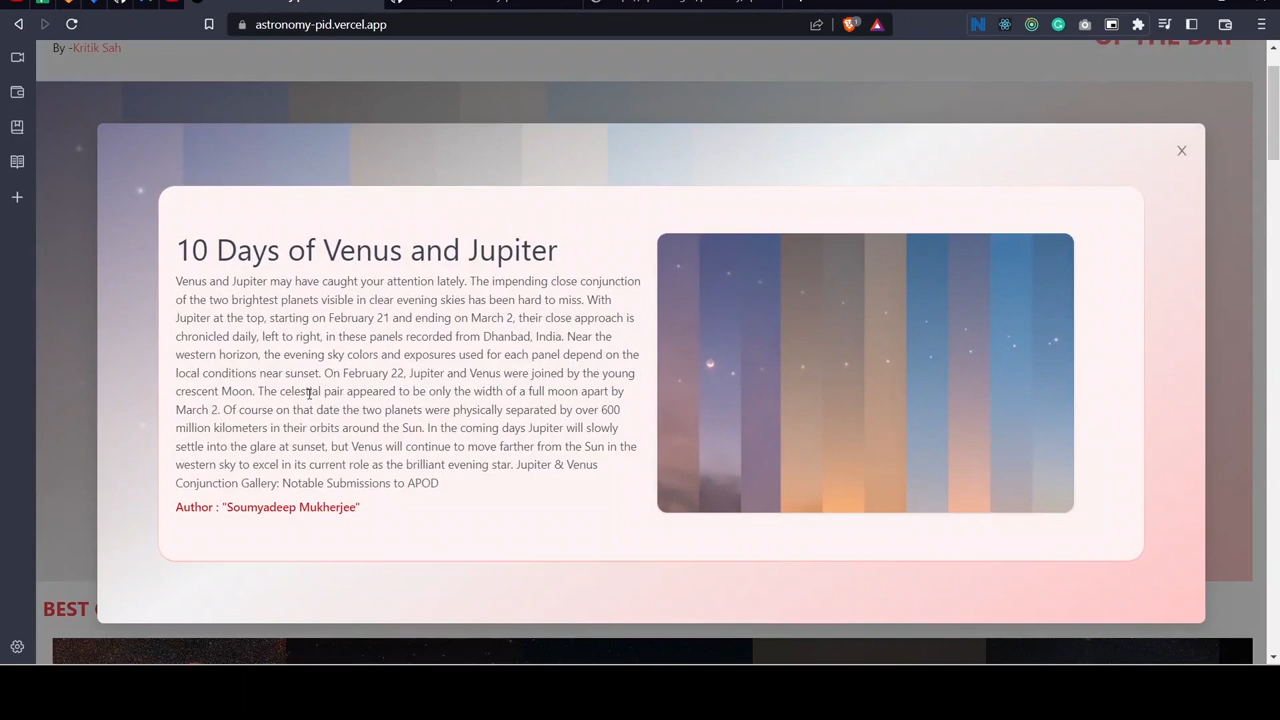 astronomy-pid.vercel.app
By -Kritik Sah
OF THE DAY
X
10 Days of Venus and Jupiter
Venus and Jupiter may have caught your attention lately. The impending close conjunction
of the two brightest planets visible in clear evening skies has been hard to miss. With
Jupiter at the top, starting on February 21 and ending on March 2, their close approach is
chronicled daily, left to right, in these panels recorded from Dhanbad, India. Near the
western horizon, the evening sky colors and exposures used for each panel depend on the
local conditions near sunset. On February 22, Jupiter and Venus were joined by the young
crescent Moon. The celestial pair appeared to be only the width of a full moon apart by
March 2. Of course on that date the two planets were physically separated by over 600
million kilometers in their orbits around the Sun. In the coming days Jupiter will slowly
settle into the glare at sunset, but Venus will continue to move farther from the Sun in the
western sky to excel in its current role as the brilliant evening star. Jupiter & Venus
Conjunction Gallery: Notable Submissions to APOD
Author : "Soumyadeep Mukherjee"
BEST